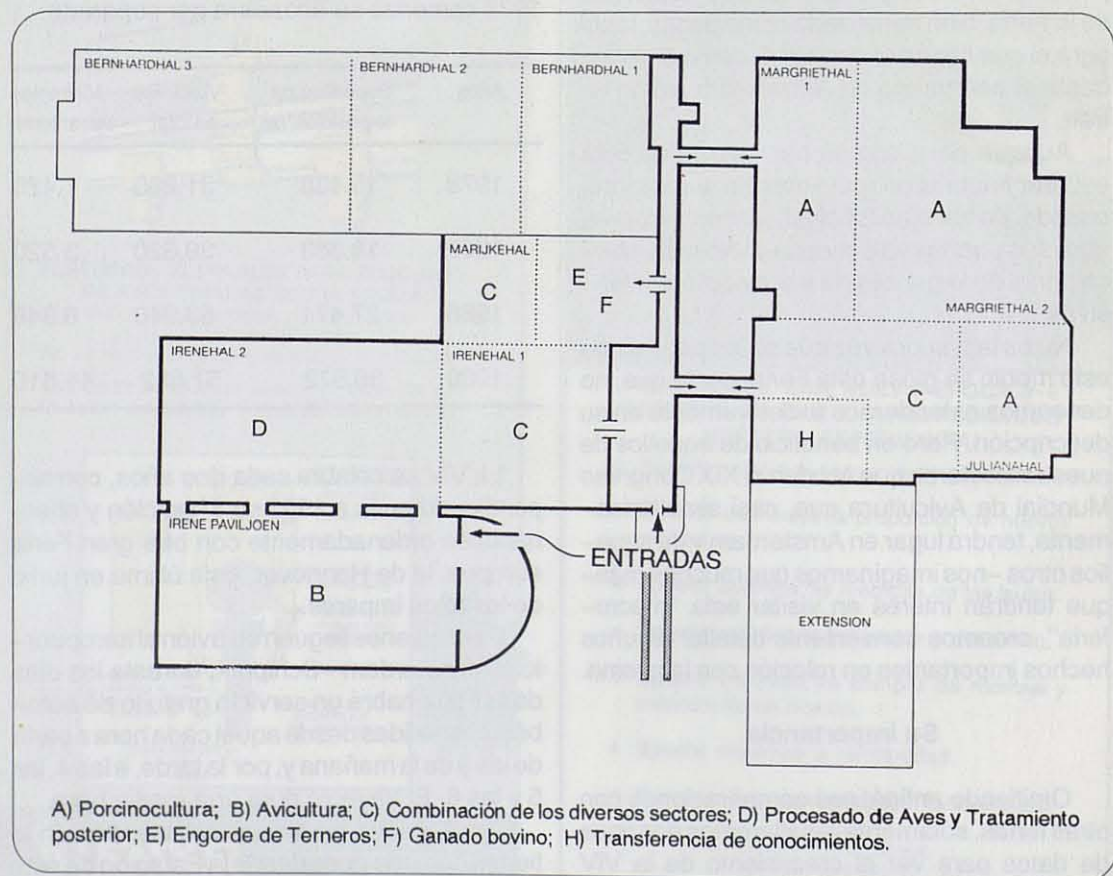 BERNHARDHAL 3
BERNHARDHAL 2
BERNHARDHAL 1
MARGRIETHAL
1
A
A
MARIJKEHAL
C
E
F
MARGRIETHAL 2
IRENEHAL 2
IRENEHAL 1
D
C
H
C
A
JULIANAHAL
IRENE PAVILJOEN
ENTRADAS
B
EXTENSION
A) Porcinocultura; B) Avicultura; C) Combinación de los diversos sectores; D) Procesado de Aves y Tratamiento
posterior; E) Engorde de Terneros; F) Ganado bovino; H) Transferencia de conocimientos.